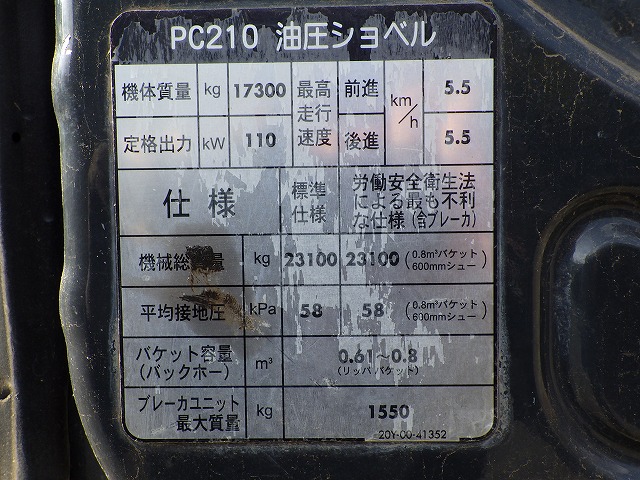 PC210 油圧ショベル
機体質量 kg 17300 最高走行速度 前進 km/h 5.5
定格出力 kW 110 後進 5.5
仕様 標準仕様 労働安全衛生法
による最も不利
な仕様(含ブレーカ)
機械総 量 kg 23100 23100 (0.8m³バケット
600mmシュー)
平均接地圧 kPa 58 58 (0.8m³バケット
600mmシュー)
バケット容量
(バックホー) m³ 0.61~0.8
(リッパ バケット)
ブレーカユニット
最大質量 kg 1550
20Y-00-41352